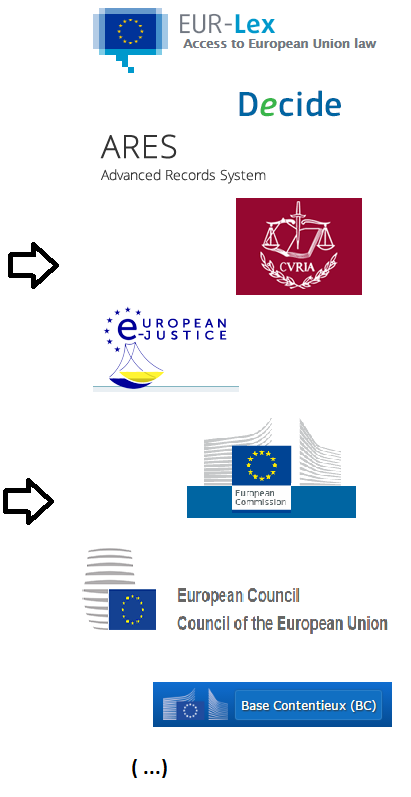 EUR-Lex
Access to European Union law
Decide
ARES
Advanced Records System
CVRIA
e-UROPEAN
-JUSTICE
European
Commission
European Council
Council of the European Union
Base Contentieux (BC)
( ...)